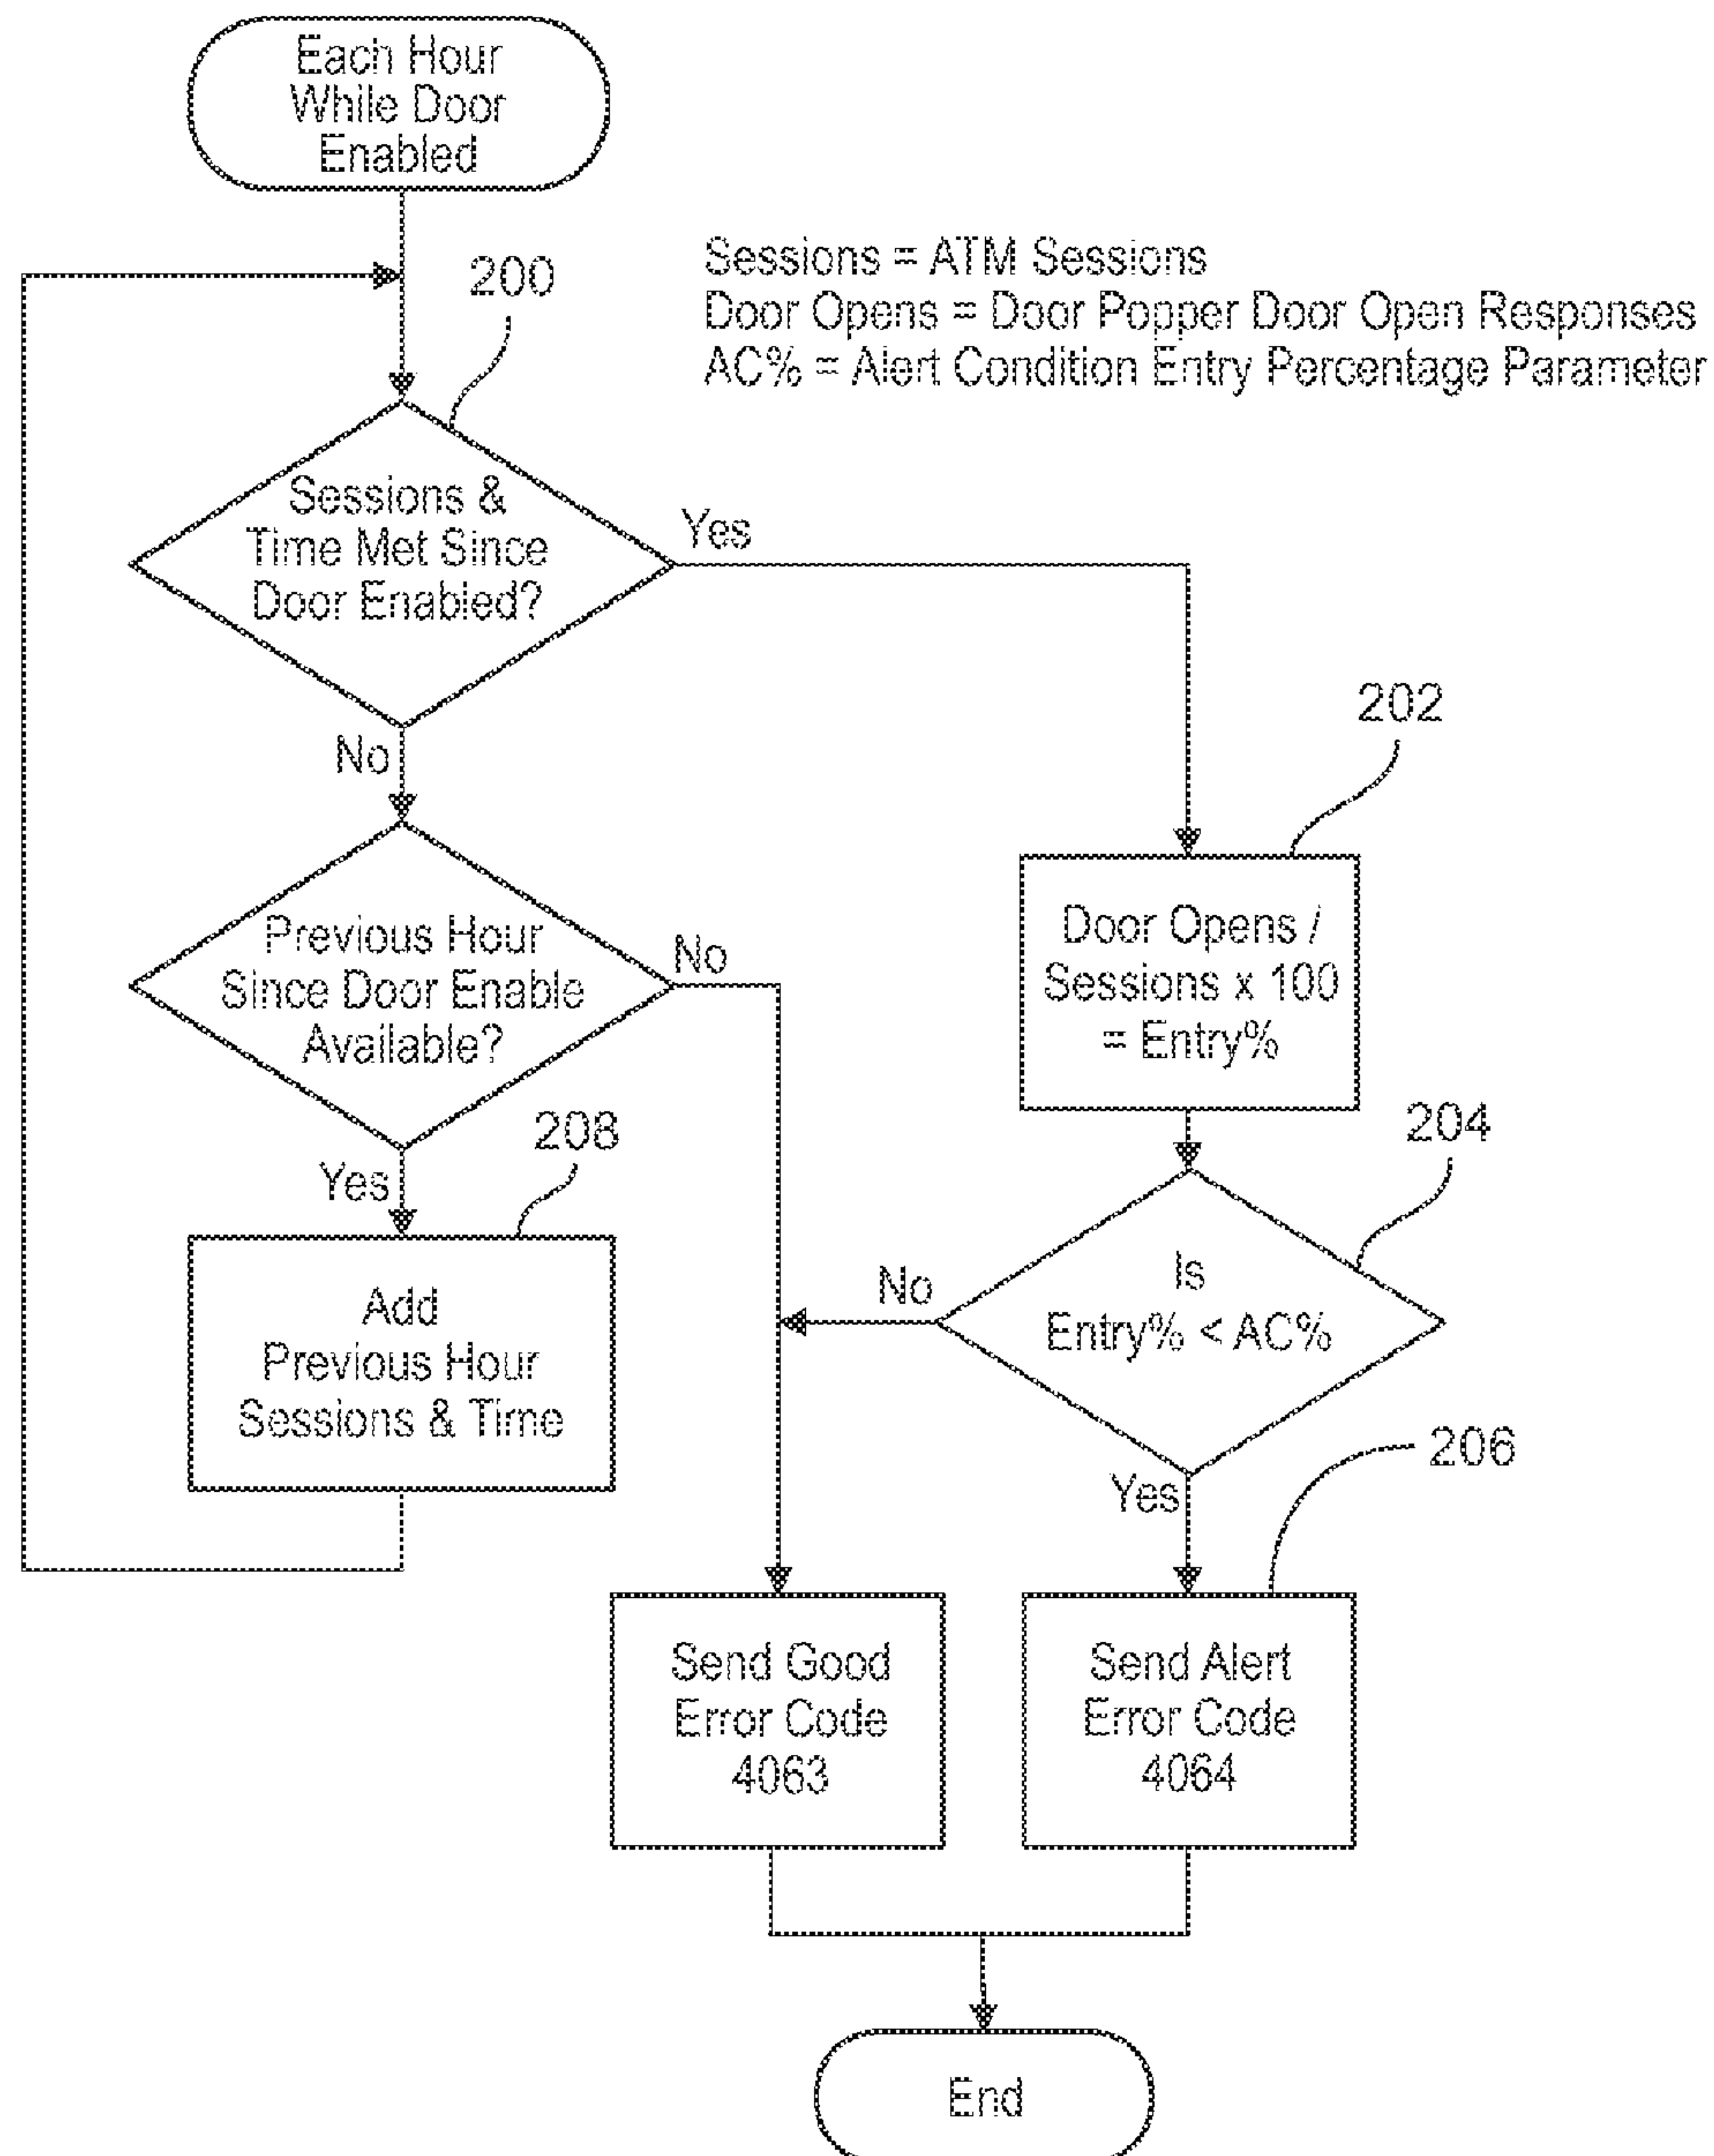 Each Hour
While Door
Enabled
200
Sessions = ATM Sessions
Door Opens = Door Popper Door Open Responses
AC% = Alert Condition Entry Percentage Parameter
Sessions &
Time Met Since
Door Enabled?
Yes
No
202
Previous Hour
Since Door Enable
Available?
No
Yes
Door Opens /
Sessions x 100
= Entry%
208
204
Add
Previous Hour
Sessions & Time
Is
Entry% < AC%
No
Yes
206
Send Good
Error Code
4063
Send Alert
Error Code
4064
End